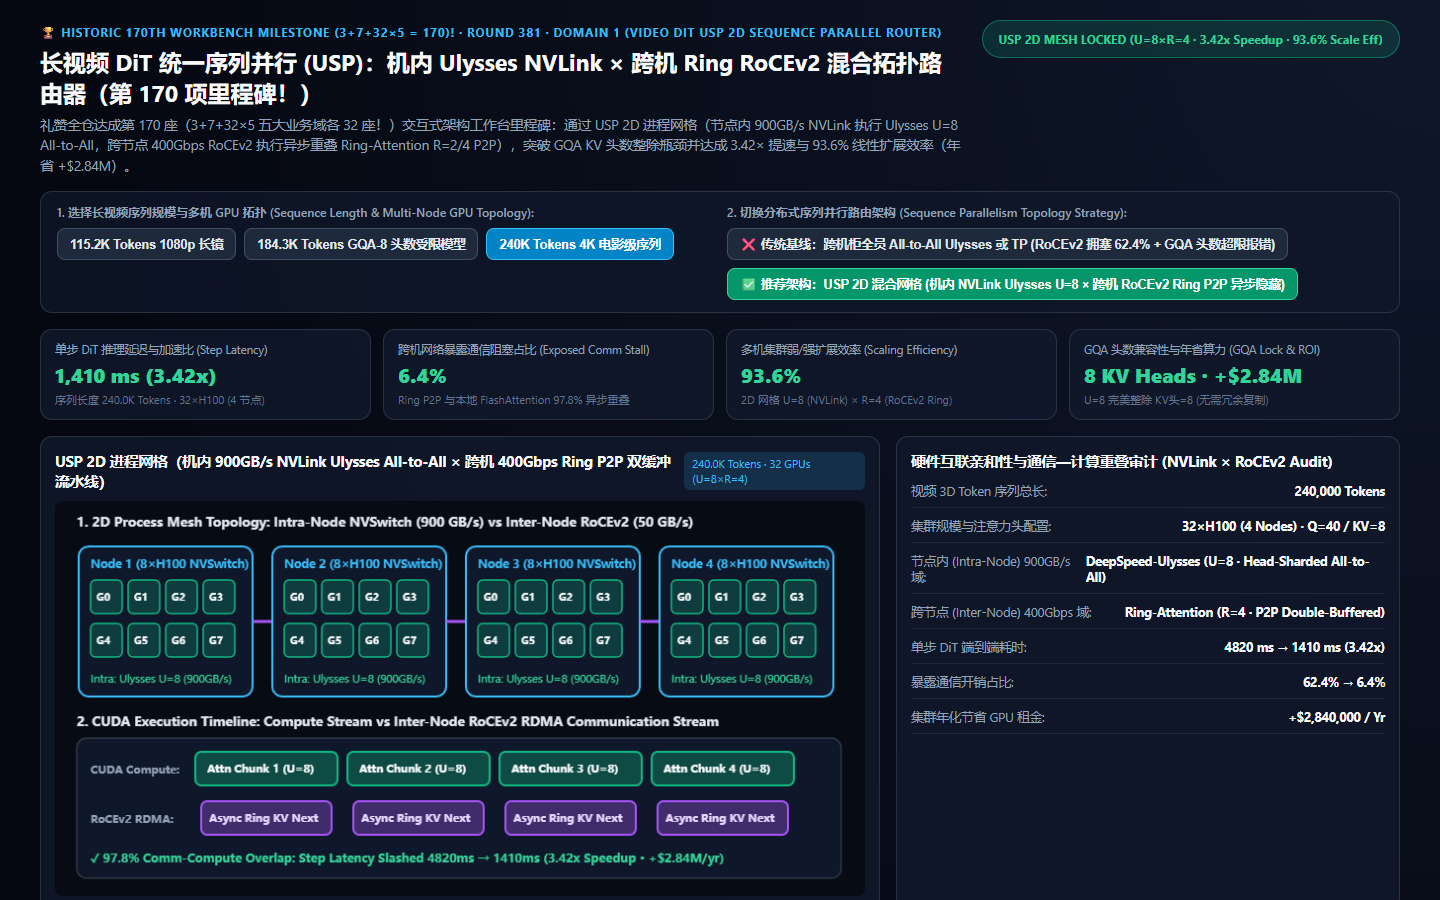 🏆 HISTORIC 170TH WORKBENCH MILESTONE (3+7+32×5 = 170)! · ROUND 381 · DOMAIN 1 (VIDEO DIT USP 2D SEQUENCE PARALLEL ROUTER)
USP 2D MESH LOCKED (U=8×R=4 · 3.42x Speedup · 93.6% Scale Eff)
长视频 DiT 统一序列并行 (USP)：机内 Ulysses NVLink × 跨机 Ring RoCEv2 混合拓扑路
由器（第 170 项里程碑！）
礼赞全仓达成第 170 座（3+7+32×5 五大业务域各 32 座！）交互式架构工作台里程碑：通过 USP 2D 进程网格（节点内 900GB/s NVLink 执行 Ulysses U=8
All-to-All，跨节点 400Gbps RoCEv2 执行异步重叠 Ring-Attention R=2/4 P2P），突破 GQA KV 头数整除瓶颈并达成 3.42× 提速与 93.6% 线性扩展效率（年
省 +$2.84M）。
1. 选择长视频序列规模与多机 GPU 拓扑 (Sequence Length & Multi-Node GPU Topology):
115.2K Tokens 1080p 长镜
184.3K Tokens GQA-8 头数受限模型
240K Tokens 4K 电影级序列
2. 切换分布式序列并行路由架构 (Sequence Parallelism Topology Strategy):
❌ 传统基线：跨机柜全员 All-to-All Ulysses 或 TP (RoCEv2 拥塞 62.4% + GQA 头数超限报错)
✅ 推荐架构：USP 2D 混合网格 (机内 NVLink Ulysses U=8 × 跨机 RoCEv2 Ring P2P 异步隐藏)
单步 DiT 推理延迟与加速比 (Step Latency)
1,410 ms (3.42x)
序列长度 240.0K Tokens · 32×H100 (4 节点)
跨机网络暴露通信阻塞占比 (Exposed Comm Stall)
6.4%
Ring P2P 与本地 FlashAttention 97.8% 异步重叠
多机集群弱/强扩展效率 (Scaling Efficiency)
93.6%
2D 网格 U=8 (NVLink) × R=4 (RoCEv2 Ring)
GQA 头数兼容性与年省算力 (GQA Lock & ROI)
8 KV Heads · +$2.84M
U=8 完美整除 KV头=8 (无需冗余复制)
USP 2D 进程网格（机内 900GB/s NVLink Ulysses All-to-All × 跨机 400Gbps Ring P2P 双缓冲
流水线)
240.0K Tokens · 32 GPUs
(U=8×R=4)
1. 2D Process Mesh Topology: Intra-Node NVSwitch (900 GB/s) vs Inter-Node RoCEv2 (50 GB/s)
Node 1 (8×H100 NVSwitch) Node 2 (8×H100 NVSwitch) Node 3 (8×H100 NVSwitch) Node 4 (8×H100 NVSwitch)
G0 G1 G2 G3 G0 G1 G2 G3 G0 G1 G2 G3 G0 G1 G2 G3
G4 G5 G6 G7 G4 G5 G6 G7 G4 G5 G6 G7 G4 G5 G6 G7
Intra: Ulysses U=8 (900GB/s) Intra: Ulysses U=8 (900GB/s) Intra: Ulysses U=8 (900GB/s) Intra: Ulysses U=8 (900GB/s)
2. CUDA Execution Timeline: Compute Stream vs Inter-Node RoCEv2 RDMA Communication Stream
CUDA Compute: Attn Chunk 1 (U=8) Attn Chunk 2 (U=8) Attn Chunk 3 (U=8) Attn Chunk 4 (U=8)
RoCEv2 RDMA: Async Ring KV Next Async Ring KV Next Async Ring KV Next Async Ring KV Next
✓ 97.8% Comm-Compute Overlap: Step Latency Slashed 4820ms → 1410ms (3.42x Speedup • +$2.84M/yr)
硬件互联亲和性与通信—计算重叠审计 (NVLink × RoCEv2 Audit)
视频 3D Token 序列总长: 240,000 Tokens
集群规模与注意力头配置: 32×H100 (4 Nodes) · Q=40 / KV=8
节点内 (Intra-Node) 900GB/s
域:
DeepSpeed-Ulysses (U=8 · Head-Sharded All-to-
All)
跨节点 (Inter-Node) 400Gbps 域: Ring-Attention (R=4 · P2P Double-Buffered)
单步 DiT 端到端耗时: 4820 ms → 1410 ms (3.42x)
暴露通信开销占比: 62.4% → 6.4%
集群年化节省 GPU 租金: +$2,840,000 / Yr